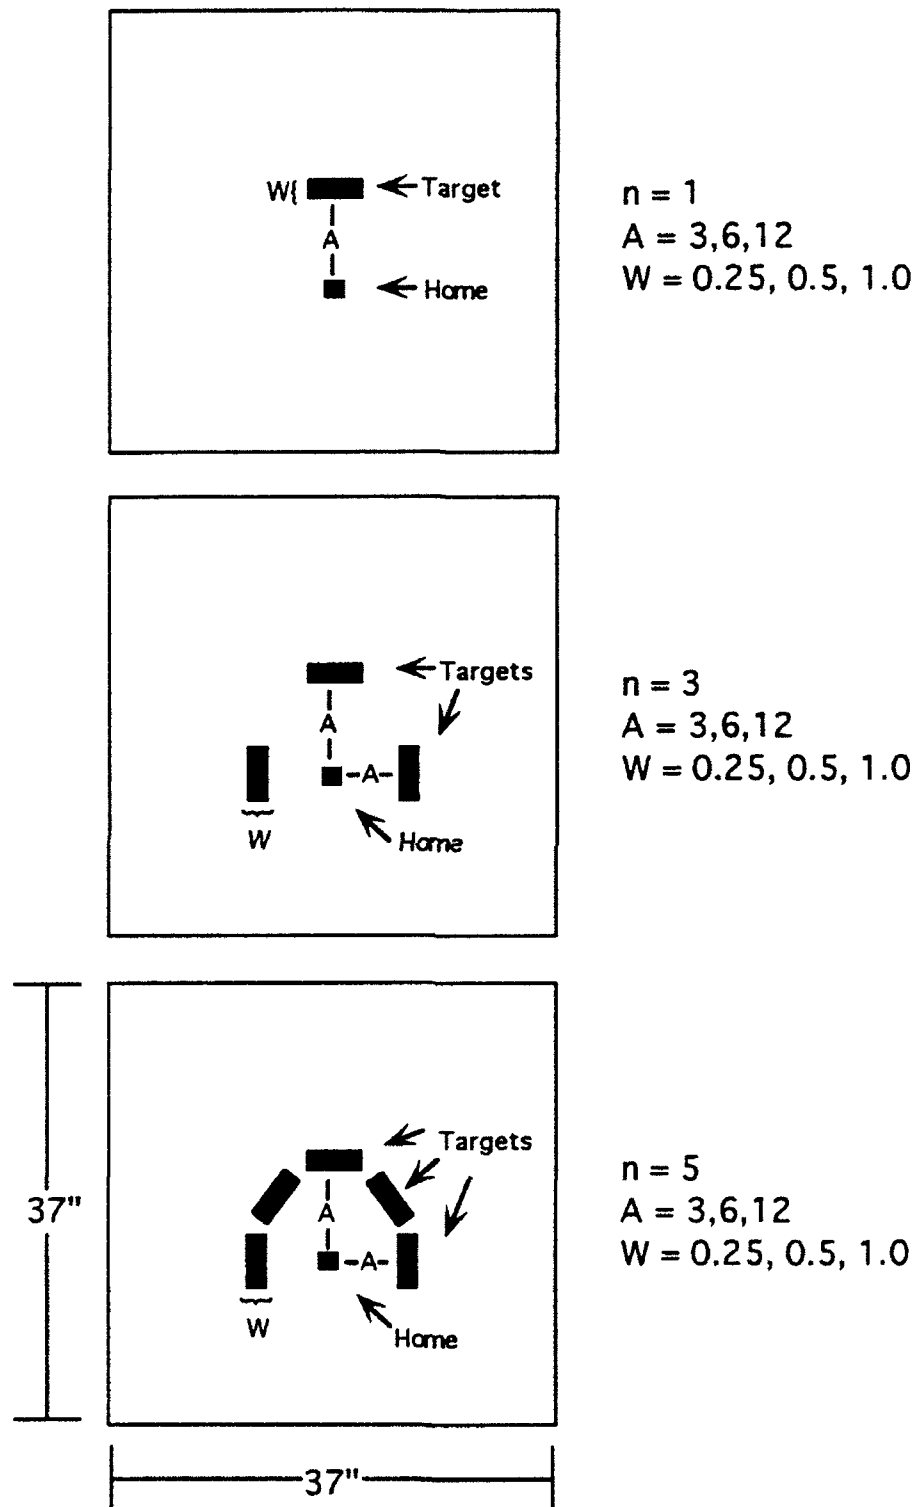 W{
Target
A
Home
n = 1
A = 3,6,12
W = 0.25, 0.5, 1.0
Targets
A
A
W
Home
n = 3
A = 3,6,12
W = 0.25, 0.5, 1.0
Targets
A
A
W
Home
n = 5
A = 3,6,12
W = 0.25, 0.5, 1.0
37"
37"